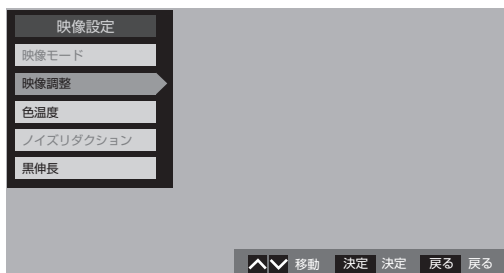 映像設定
映像モード
映像調整
色温度
ノイズリダクション
黒伸長
移動 決定 決定 戻る 戻る